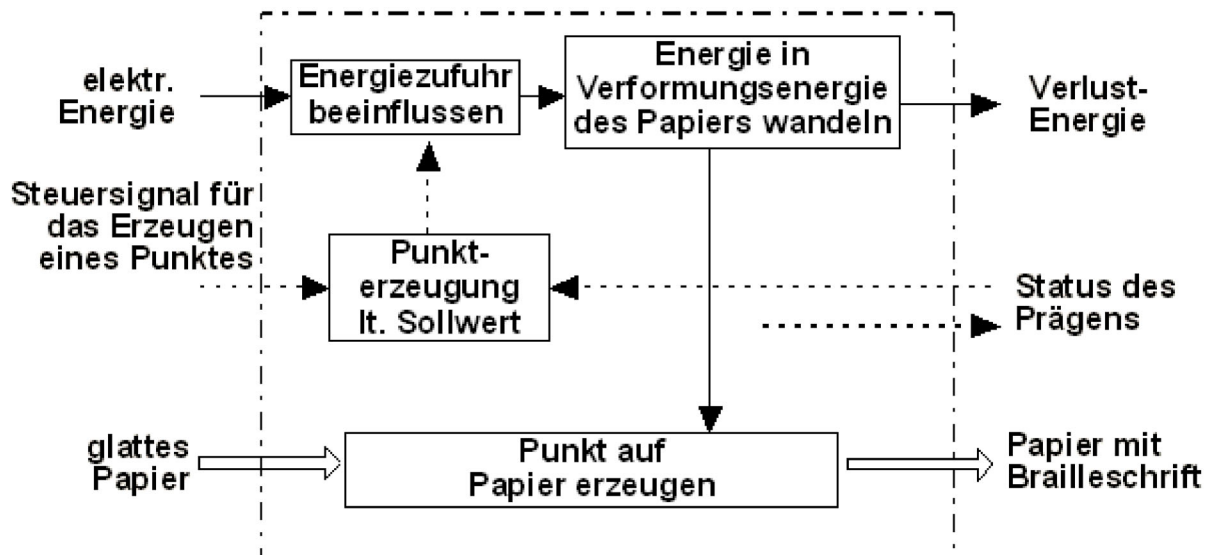 elektr.
Energie
Energiezufuhr
beeinflussen
Energie in
Verformungsenergie
des Papiers wandeln
Verlust-
Energie
Steuersignal für
das Erzeugen
eines Punktes
Punkt-
erzeugung
lt. Sollwert
Status des
Prägens
glattes
Papier
Punkt auf
Papier erzeugen
Papier mit
Brailleschrift